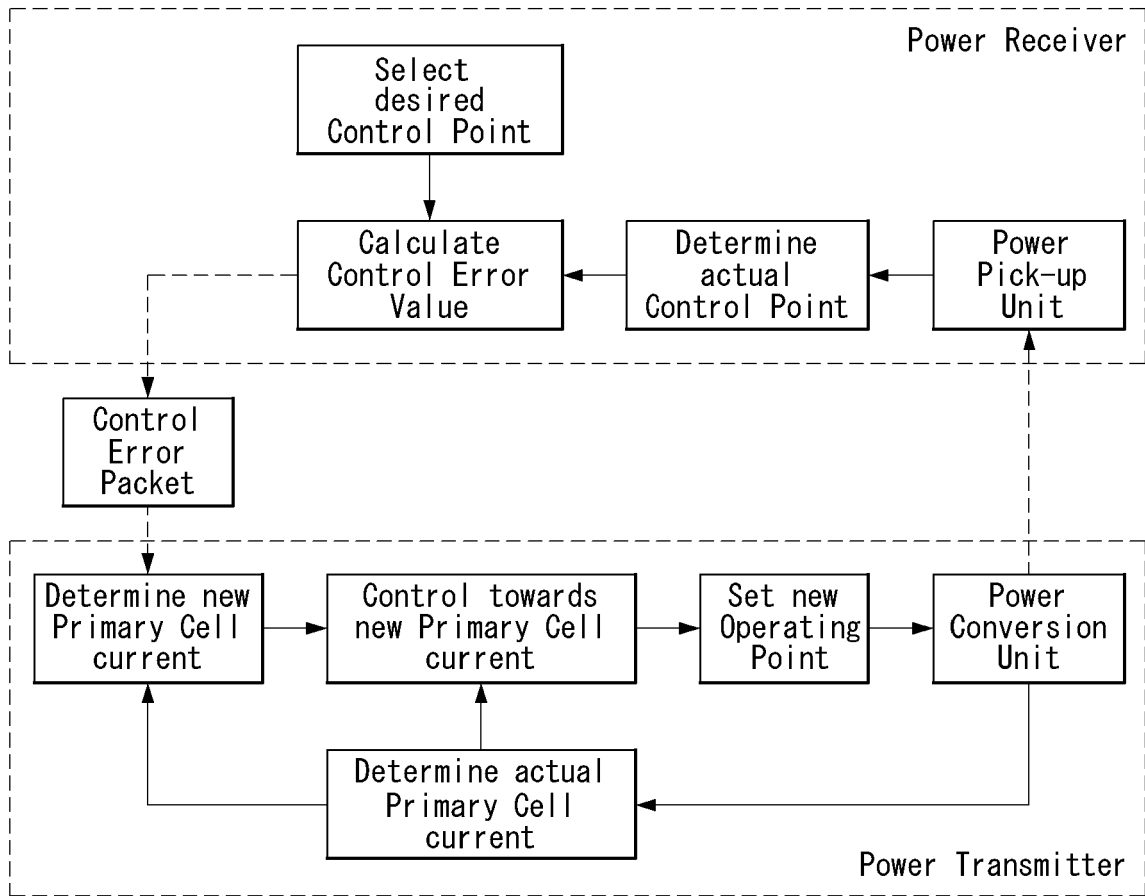 Power Receiver
Select
desired
Control Point
Calculate
Control Error
Value
Determine
actual
Control Point
Power
Pick-up
Unit
Control
Error
Packet
Determine new
Primary Cell
current
Control towards
new Primary Cell
current
Set new
Operating
Point
Power
Conversion
Unit
Determine actual
Primary Cell
current
Power Transmitter